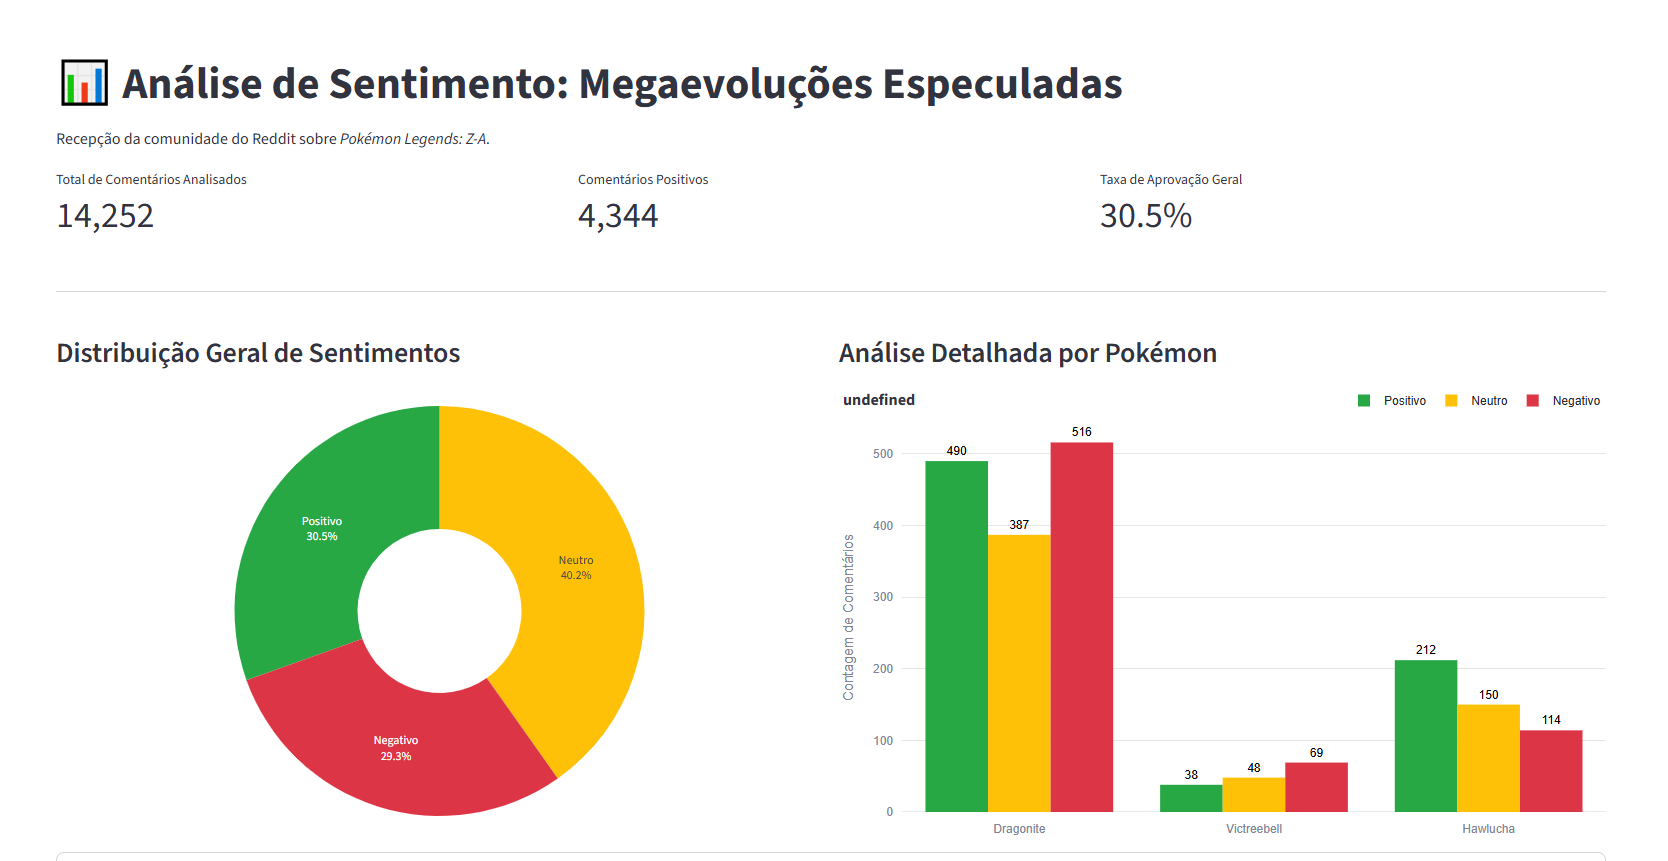 📊 Análise de Sentimento: Megaevoluções Especuladas
Recepção da comunidade do Reddit sobre Pokémon Legends: Z-A.
Total de Comentários Analisados
14,252
Comentários Positivos
4,344
Taxa de Aprovação Geral
30.5%
Distribuição Geral de Sentimentos
Positivo
30.5%
Neutro
40.2%
Negativo
29.3%
Análise Detalhada por Pokémon
undefined
Positivo Neutro Negativo
Contagem de Comentários
500
400
300
200
100
0
490
387
516
38
48
69
212
150
114
Dragonite Victreebell Hawlucha